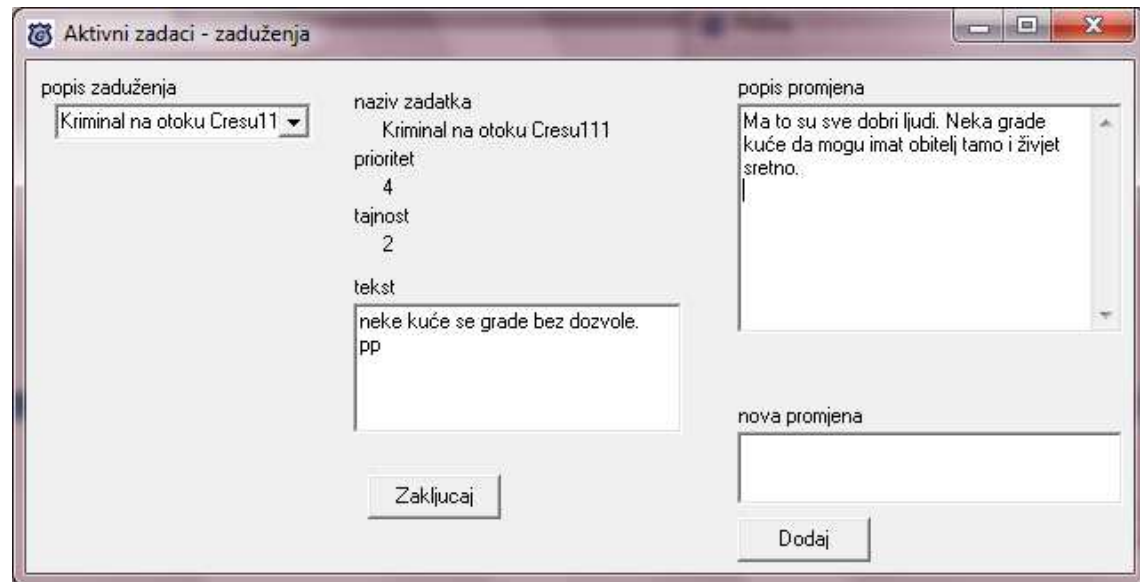 Aktivni zadaci - zaduženja
popis zaduženja
Kriminal na otoku Cresu11
naziv zadatka
Kriminal na otoku Cresu111
prioritet
4
tajnost
2
tekst
neke kuće se grade bez dozvole.
pp
Zakljucaj
popis promjena
Ma to su sve dobri ljudi. Neka grade
kuće da mogu imat obitelj tamo i živjet
sretno.
nova promjena
Dodaj